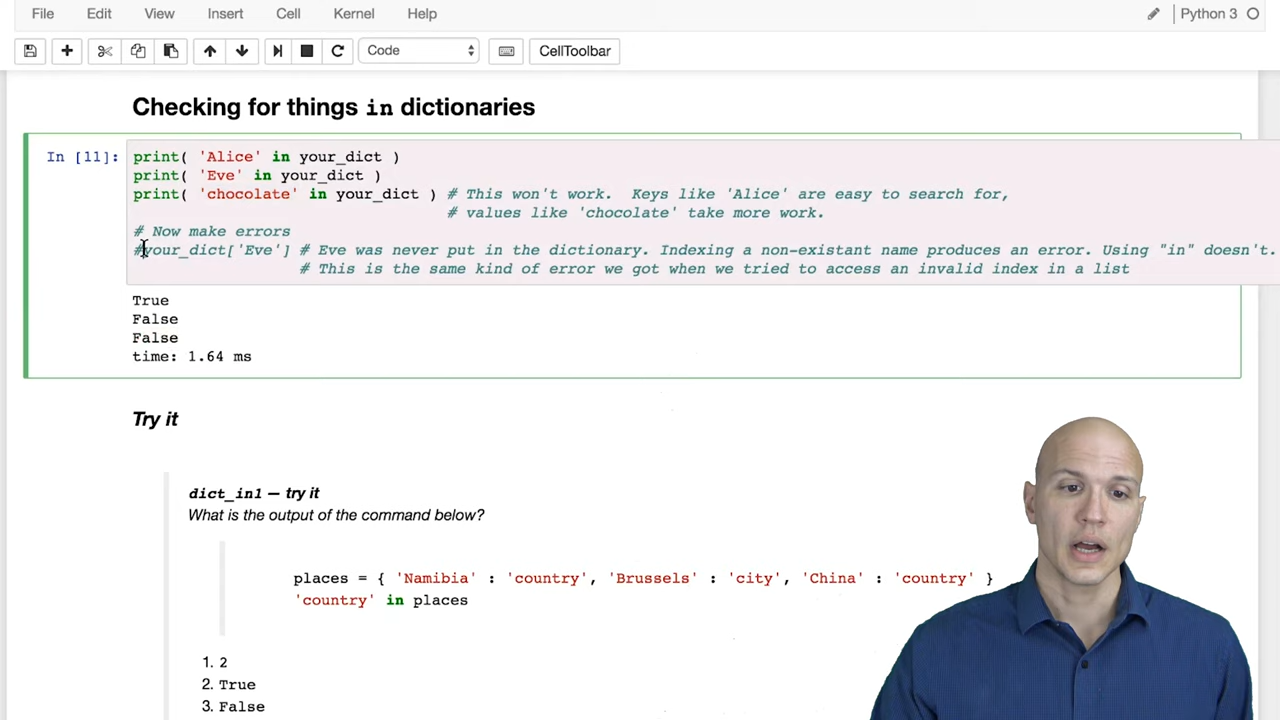 File Edit View Insert Cell Kernel Help Python 3
Code CellToolbar
Checking for things in dictionaries
In [11]: print( 'Alice' in your_dict )
print( 'Eve' in your_dict )
print( 'chocolate' in your_dict ) # This won't work.  Keys like 'Alice' are easy to search for,
# values like 'chocolate' take more work.
# Now make errors
#your_dict['Eve'] # Eve was never put in the dictionary. Indexing a non-existant name produces an error. Using "in" doesn't.
# This is the same kind of error we got when we tried to access an invalid index in a list
True
False
False
time: 1.64 ms
Try it
dict_in1 — try it
What is the output of the command below?
places = { 'Namibia' : 'country', 'Brussels' : 'city', 'China' : 'country' }
'country' in places
1. 2
2. True
3. False